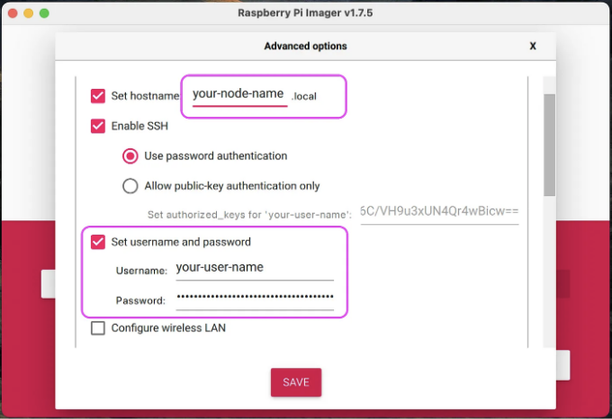 Raspberry Pi Imager v1.7.5
Advanced options X
Set hostname your-node-name .local
Enable SSH
Use password authentication
Allow public-key authentication only
Set authorized_keys for 'your-user-name': 6C/VH9u3xUN4Qr4wBicw==
Set username and password
Username: your-user-name
Password: ••••••••••••••••••••••••••••••••••••
Configure wireless LAN
SAVE